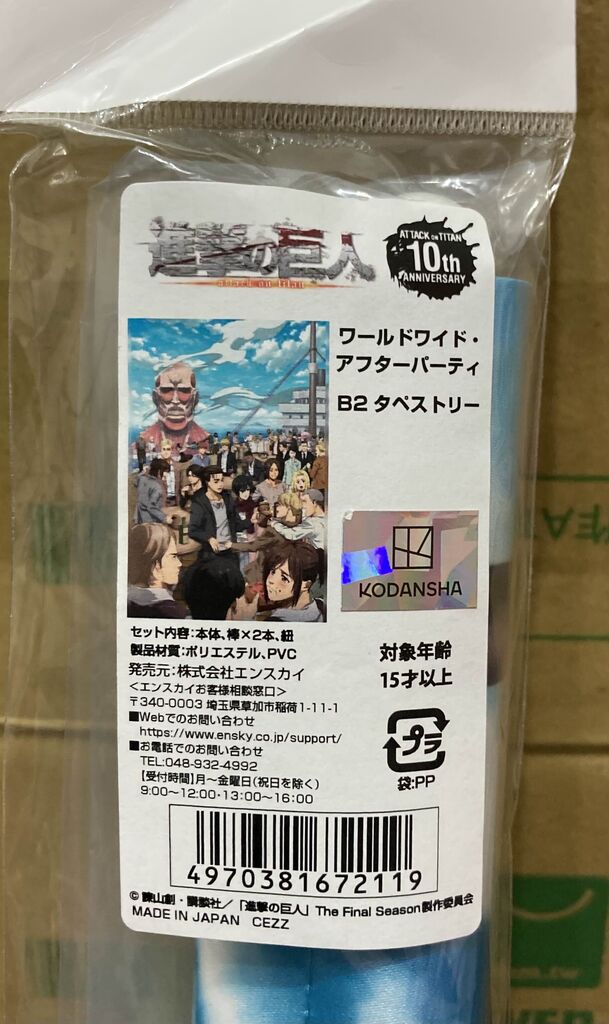 進撃の巨人
attack on titan
ATTACK ON TITAN
10th
ANNIVERSARY
ワールドワイド・
アフターパーティ
B2 タペストリー
KODANSHA
セット内容:本体、棒×2本、紐
製品材質:ポリエステル、PVC
発売元:株式会社エンスカイ
<エンスカイお客様相談窓口>
〒340-0003 埼玉県草加市稲荷1-11-1
■Webでのお問い合わせ
https://www.ensky.co.jp/support/
■お電話でのお問い合わせ
TEL:048-932-4992
【受付時間】月～金曜日(祝日を除く)
9:00～12:00・13:00～16:00
対象年齢
15才以上
プラ
袋:PP
4970381672119
© 諫山創・講談社/「進撃の巨人」The Final Season製作委員会
MADE IN JAPAN CEZZ